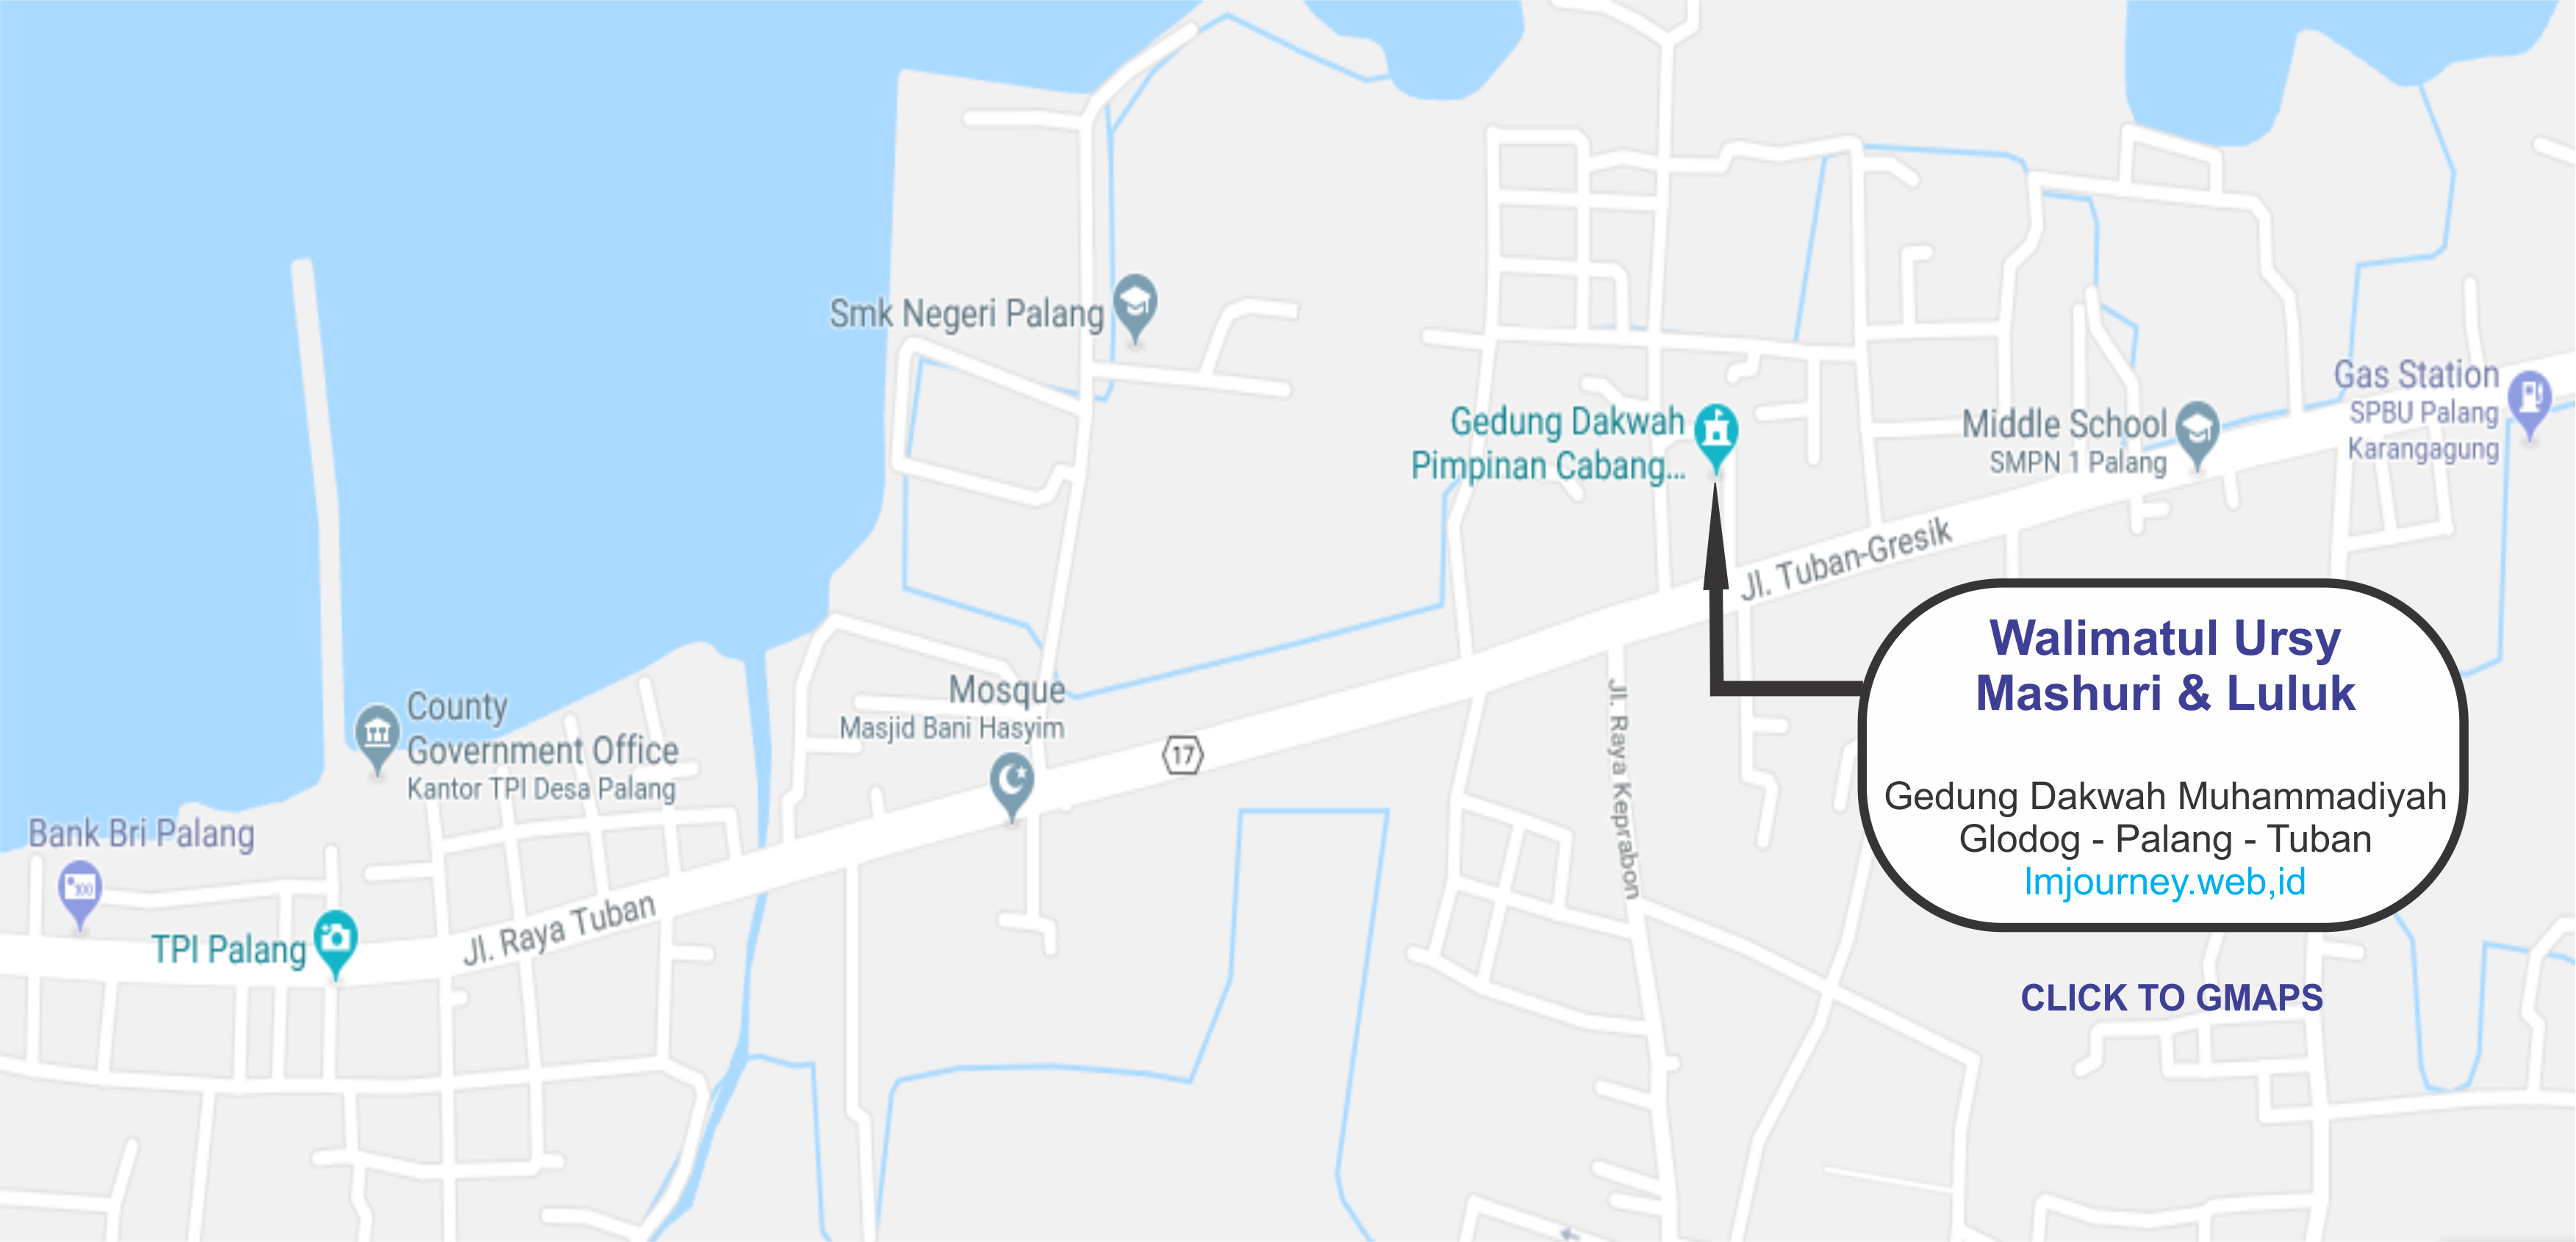 Smk Negeri Palang
Gedung Dakwah
Pimpinan Cabang...
Middle School
SMPN 1 Palang
Gas Station
SPBU Palang
Karangagung
Jl. Tuban-Gresik
Walimatul Ursy
Mashuri & Luluk
Gedung Dakwah Muhammadiyah
Glodog - Palang - Tuban
lmjourney.web,id
CLICK TO GMAPS
Jl. Raya Keprabon
Mosque
Masjid Bani Hasyim
17
County
Government Office
Kantor TPI Desa Palang
Bank Bri Palang
100
TPI Palang
Jl. Raya Tuban